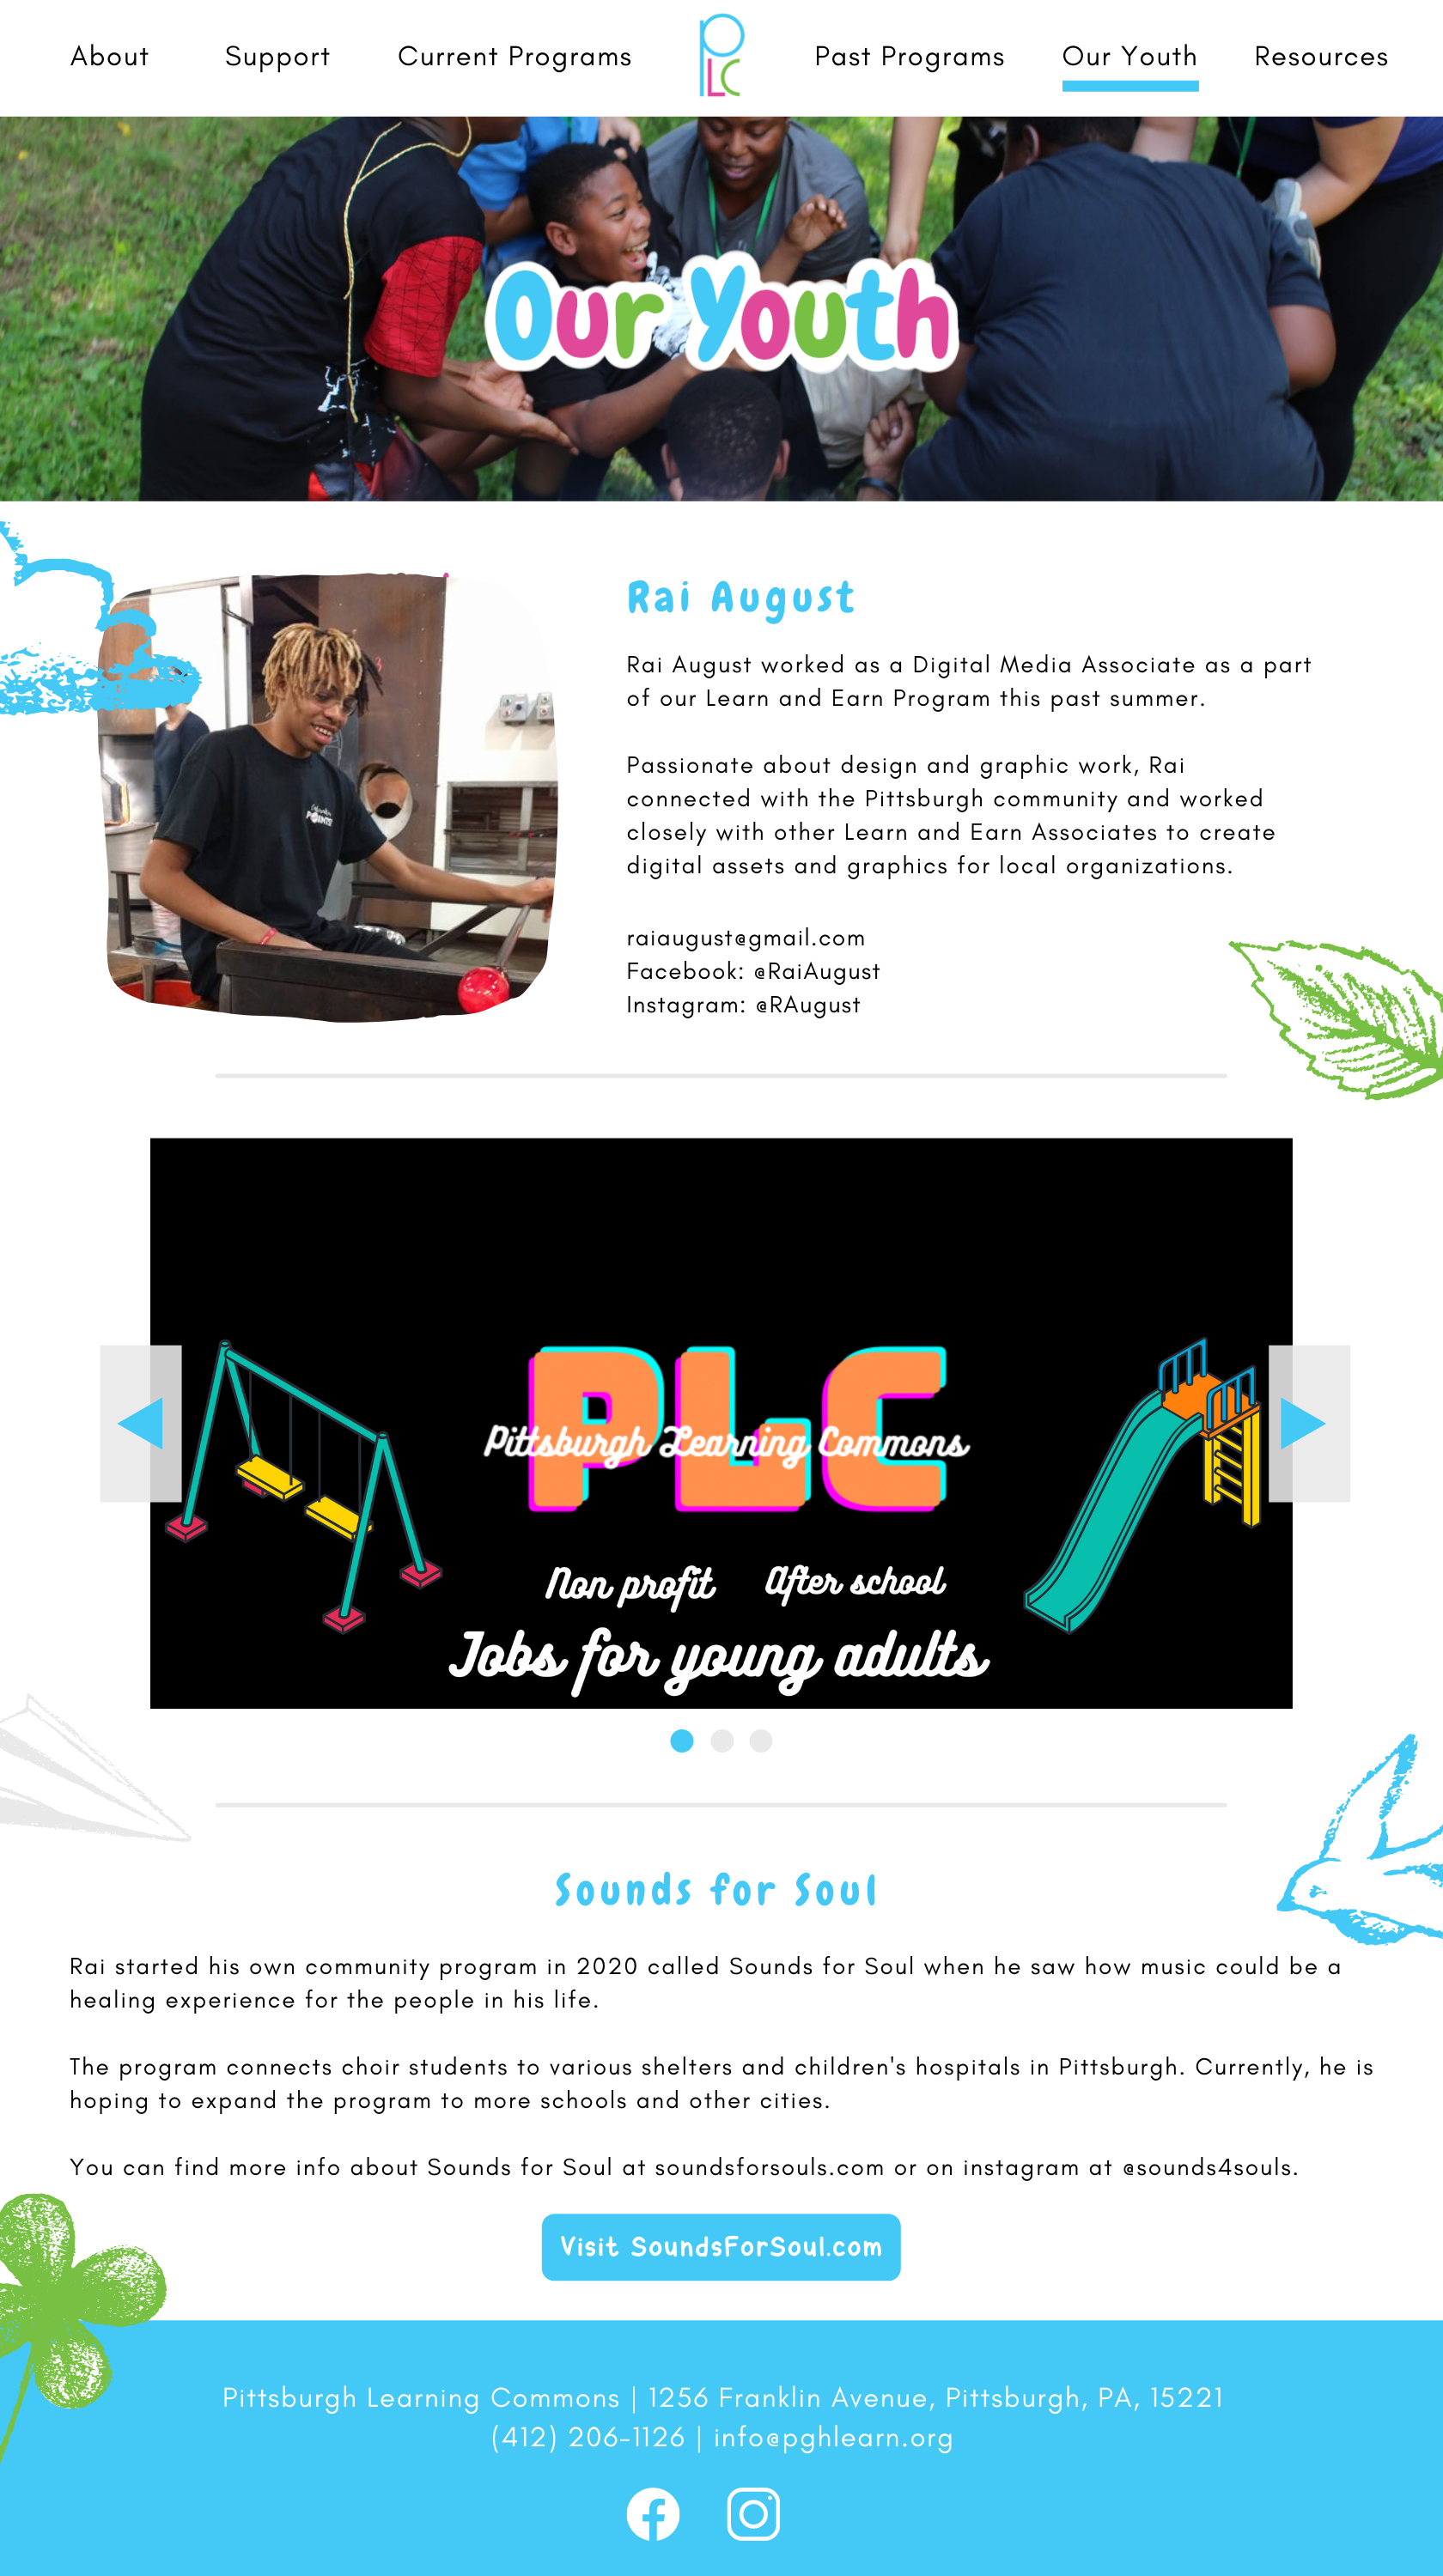 About Support Current Programs PLC Past Programs Our Youth Resources
Our Youth
Rai August
Rai August worked as a Digital Media Associate as a part
of our Learn and Earn Program this past summer.
Passionate about design and graphic work, Rai
connected with the Pittsburgh community and worked
closely with other Learn and Earn Associates to create
digital assets and graphics for local organizations.
raiaugust@gmail.com
Facebook: @RaiAugust
Instagram: @RAugust
PLC
Pittsburgh Learning Commons
Non profit After school
Jobs for young adults
Sounds for Soul
Rai started his own community program in 2020 called Sounds for Soul when he saw how music could be a
healing experience for the people in his life.
The program connects choir students to various shelters and children's hospitals in Pittsburgh. Currently, he is
hoping to expand the program to more schools and other cities.
You can find more info about Sounds for Soul at soundsforsouls.com or on instagram at @sounds4souls.
Visit SoundsForSoul.com
Pittsburgh Learning Commons | 1256 Franklin Avenue, Pittsburgh, PA, 15221
(412) 206-1126 | info@pghlearn.org